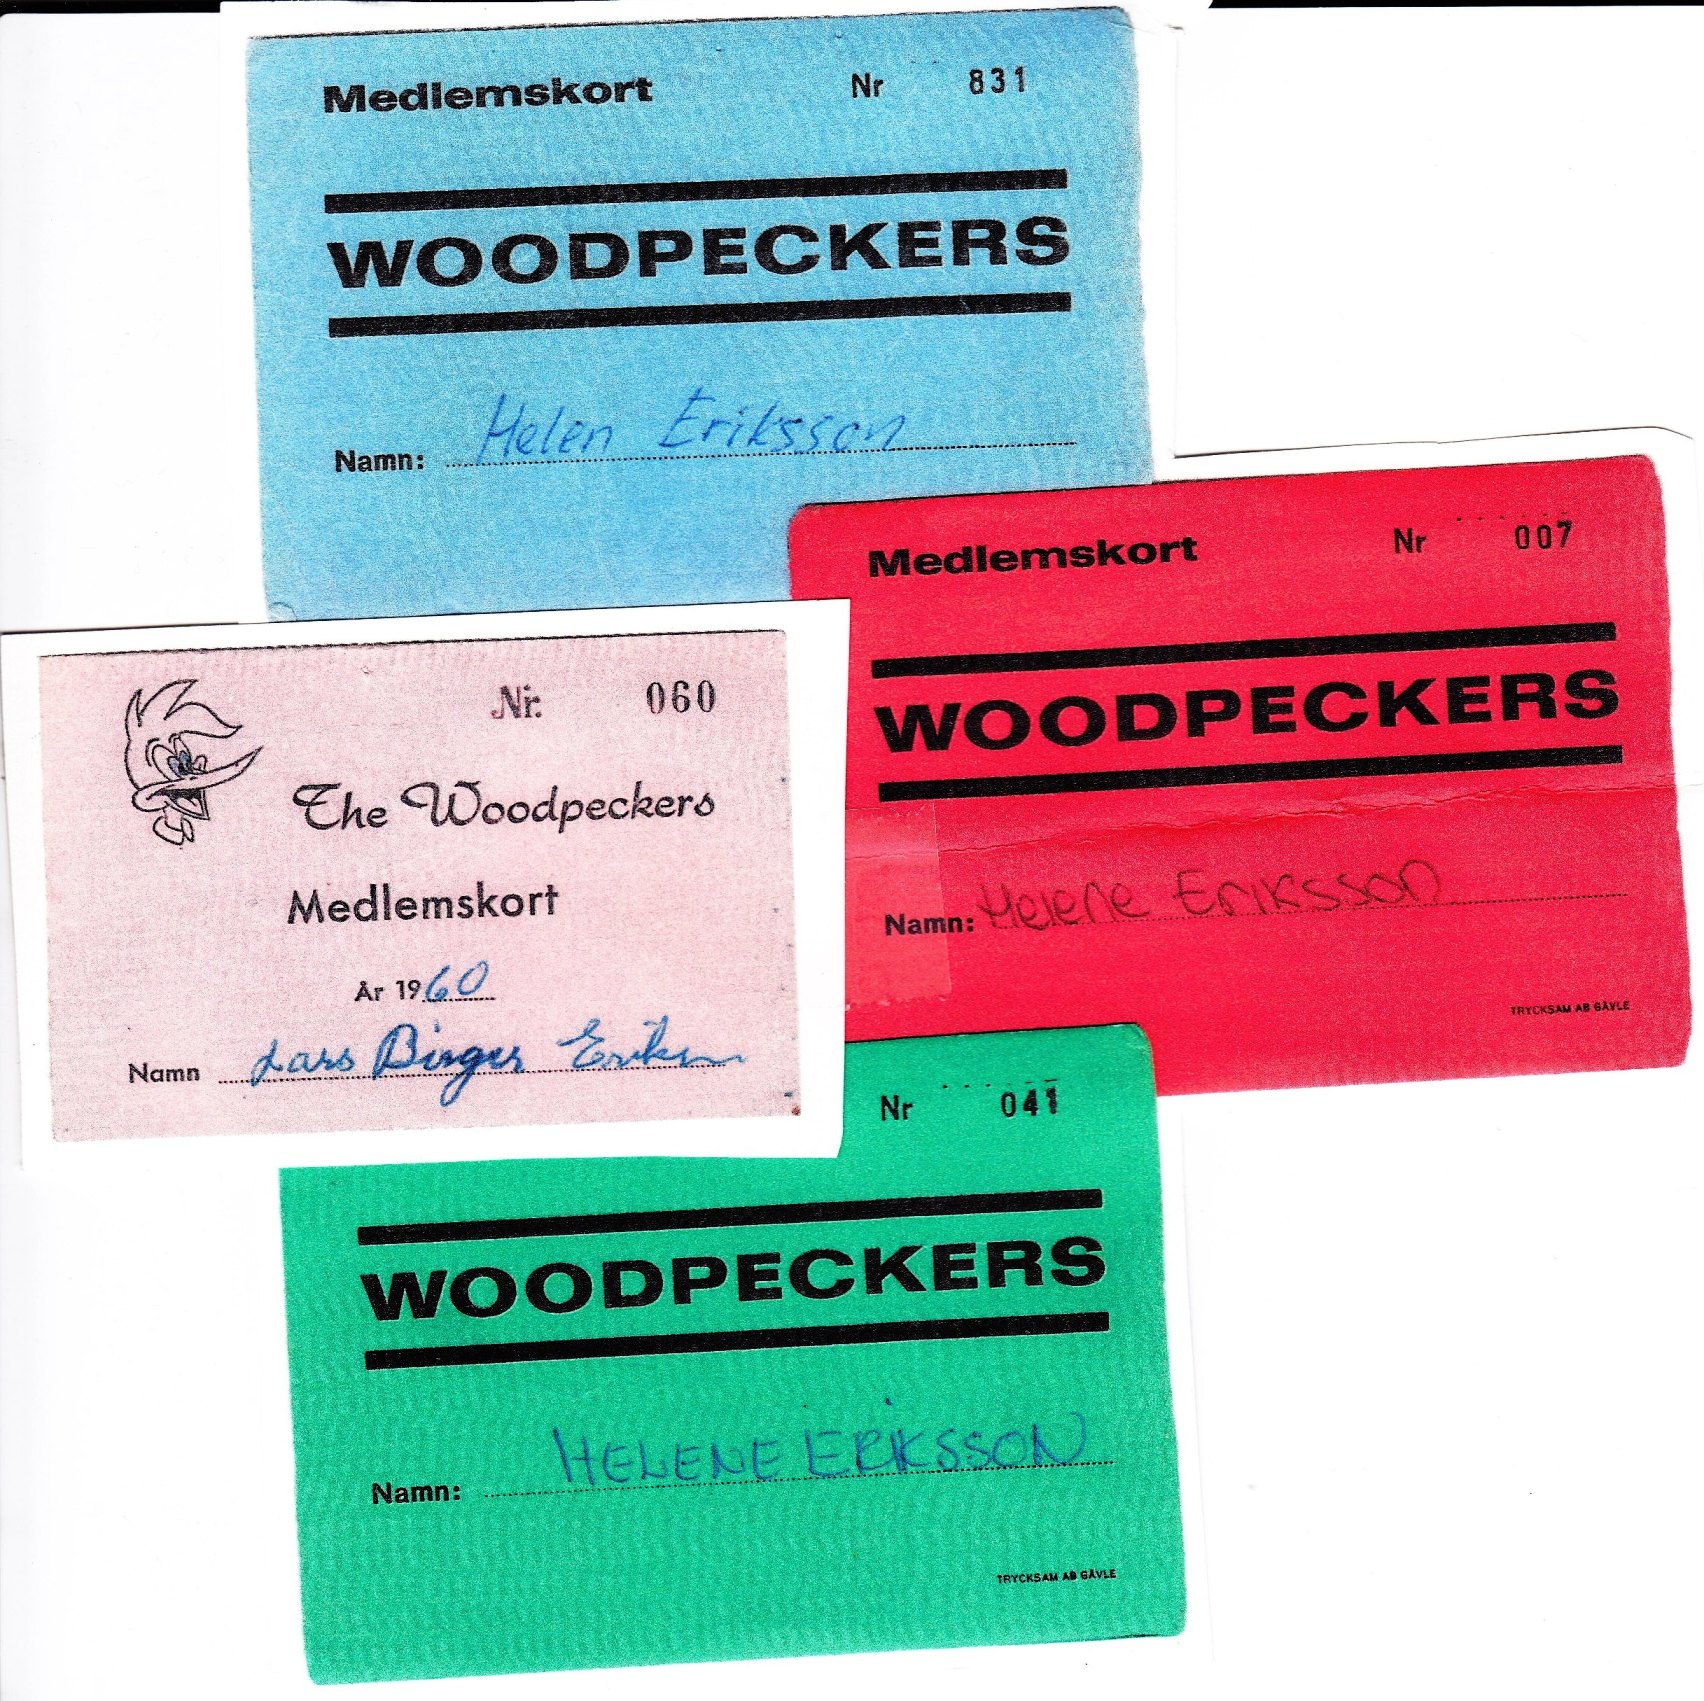 Medlemskort Nr 831
WOODPECKERS
Namn: Helen Eriksson
Medlemskort Nr 007
WOODPECKERS
Namn: Helene Eriksson
TRYCKSAM AB GÄVLE
Nr. 060
The Woodpeckers
Medlemskort
År 1960
Namn Lars Birger Eriksson
Nr 041
WOODPECKERS
Namn: HELENE ERIKSSON
TRYCKSAM AB GÄVLE